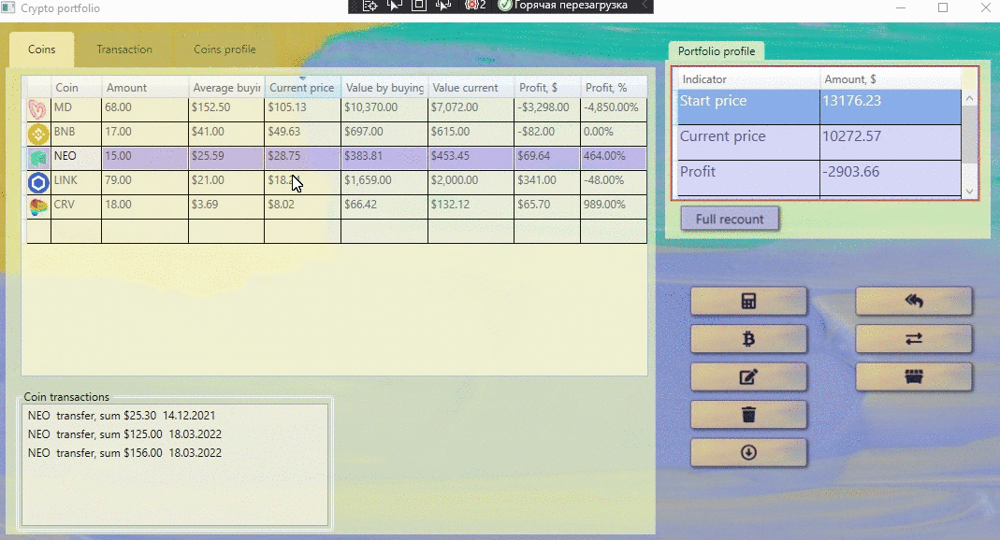 Crypto portfolio
2 Горячая перезагрузка
Coins Transaction Coins profile
Portfolio profile
Coin Amount Average buyin Current price Value by buying Value current Profit, $ Profit, %
MD 68.00 $152.50 $105.13 $10,370.00 $7,072.00 -$3,298.00 -4,850.00%
BNB 17.00 $41.00 $49.63 $697.00 $615.00 -$82.00 0.00%
NEO 15.00 $25.59 $28.75 $383.81 $453.45 $69.64 464.00%
LINK 79.00 $21.00 $1,659.00 $2,000.00 $341.00 -48.00%
CRV 18.00 $3.69 $8.02 $66.42 $132.12 $65.70 989.00%
Indicator Amount, $
Start price 13176.23
Current price 10272.57
Profit -2903.66
Full recount
Coin transactions
NEO transfer, sum $25.30 14.12.2021
NEO transfer, sum $125.00 18.03.2022
NEO transfer, sum $156.00 18.03.2022